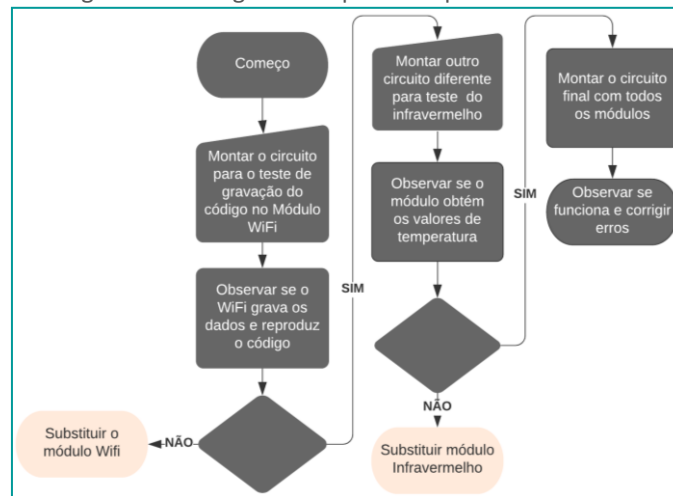 Começo
Montar o circuito
para o teste de
gravação do
código no Módulo
WiFi
Observar se o
WiFi grava os
dados e reproduz
o código
NÃO
Substituir o
módulo Wifi
SIM
Montar outro
circuito diferente
para teste do
infravermelho
Observar se o
módulo obtém
os valores de
temperatura
NÃO
Substituir módulo
Infravermelho
SIM
Montar o circuito
final com todos
os módulos
Observar se
funciona e corrigir
erros